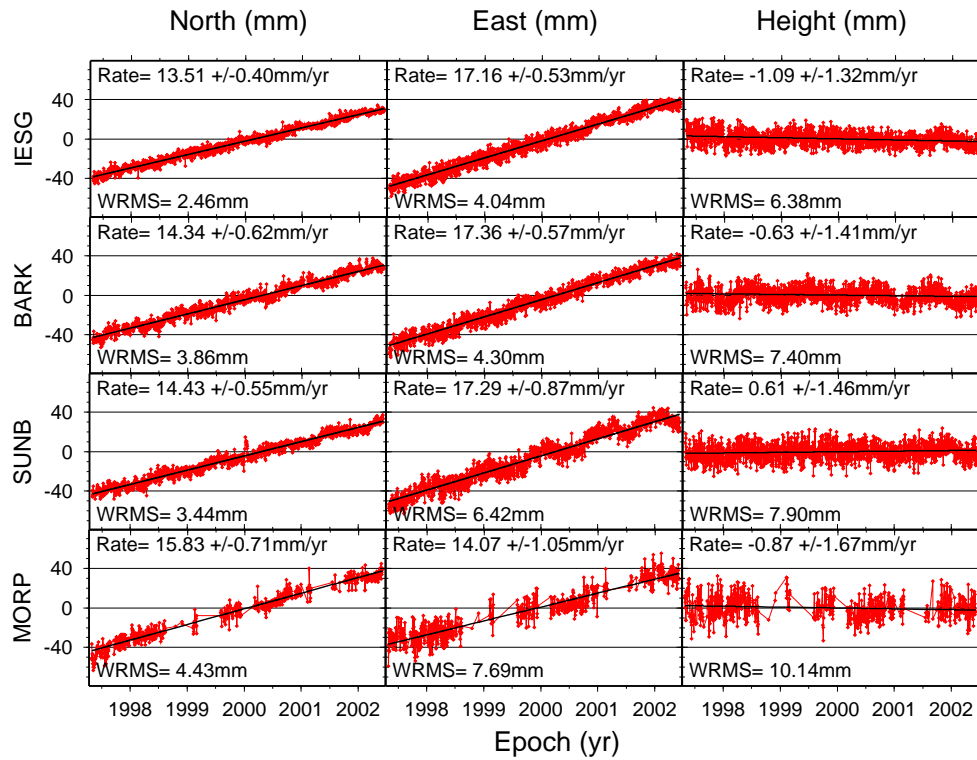 North (mm) East (mm) Height (mm)
Rate= 13.51 +/-0.40mm/yr Rate= 17.16 +/-0.53mm/yr Rate= -1.09 +/-1.32mm/yr
40
0
-40
IESG
WRMS= 2.46mm WRMS= 4.04mm WRMS= 6.38mm
Rate= 14.34 +/-0.62mm/yr Rate= 17.36 +/-0.57mm/yr Rate= -0.63 +/-1.41mm/yr
40
0
-40
BARK
WRMS= 3.86mm WRMS= 4.30mm WRMS= 7.40mm
Rate= 14.43 +/-0.55mm/yr Rate= 17.29 +/-0.87mm/yr Rate= 0.61 +/-1.46mm/yr
40
0
-40
SUNB
WRMS= 3.44mm WRMS= 6.42mm WRMS= 7.90mm
Rate= 15.83 +/-0.71mm/yr Rate= 14.07 +/-1.05mm/yr Rate= -0.87 +/-1.67mm/yr
40
0
-40
MORP
WRMS= 4.43mm WRMS= 7.69mm WRMS= 10.14mm
1998 1999 2000 2001 2002 1998 1999 2000 2001 2002 1998 1999 2000 2001 2002
Epoch (yr)